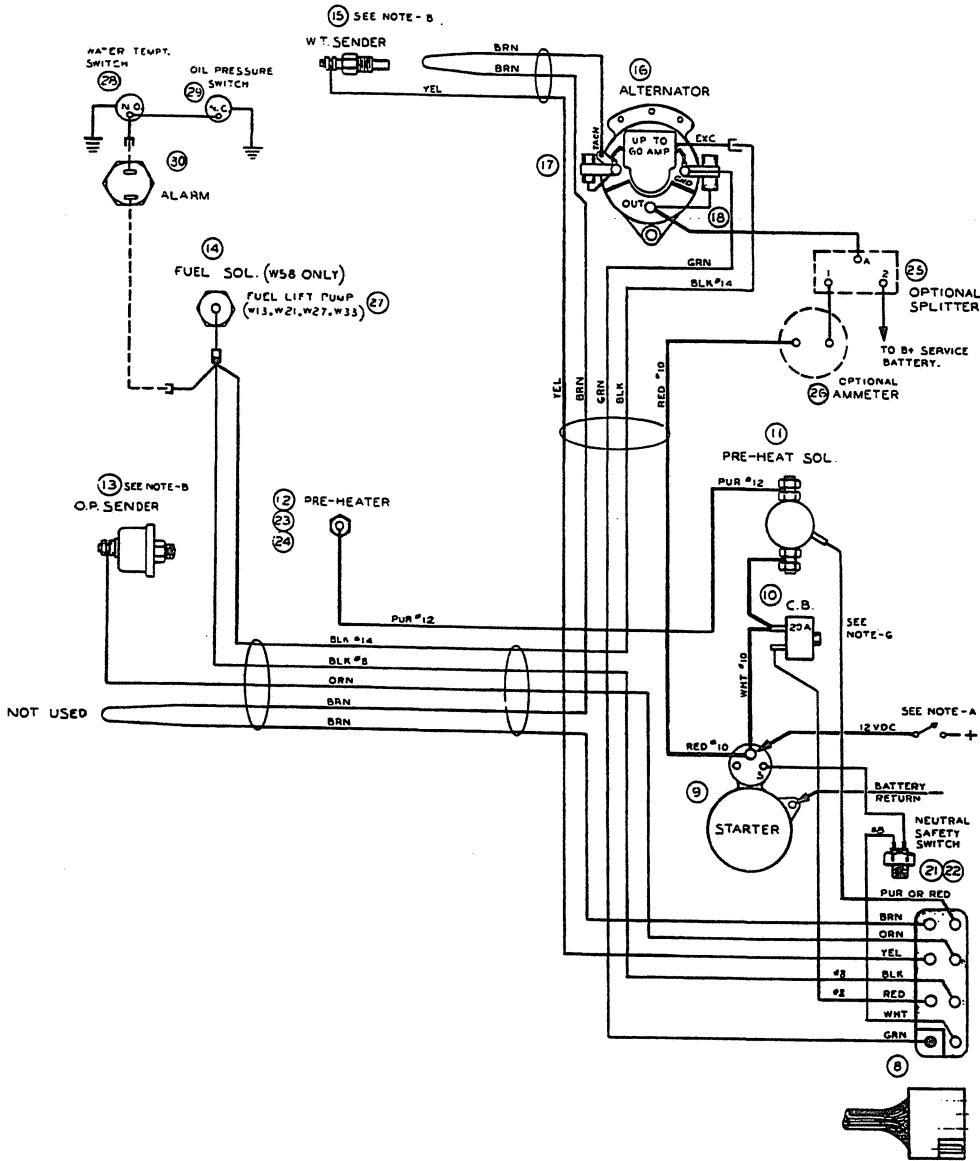 15 SEE NOTE-B
W.T. SENDER
BRN
BRN
YEL
WATER TEMPT.
SWITCH
28
OIL PRESSURE
SWITCH
29
N.O.
N.C.
30
ALARM
16
ALTERNATOR
TACH
UP TO
60 AMP
EXC
GND
OUT
17
18
GRN
BLK #14
A
1
2
25
OPTIONAL
SPLITTER
TO B+ SERVICE
BATTERY.
OPTIONAL
26 AMMETER
14
FUEL SOL. (W58 ONLY)
FUEL LIFT PUMP
(W13.W21.W27.W33)
27
YEL
BRN
GRN
BLK
RED #10
11
PRE-HEAT SOL.
PUR #12
13 SEE NOTE-B
O.P. SENDER
12 PRE-HEATER
23
24
10
C.B.
20A
SEE
NOTE-G
PUR #12
BLK #14
BLK #8
ORN
BRN
BRN
NOT USED
WHT #10
RED #10
SEE NOTE-A
12 VDC
+
S
9
STARTER
BATTERY
RETURN
NEUTRAL
SAFETY
SWITCH
#8
21 22
PUR OR RED
BRN
ORN
YEL
#8 BLK
RED
WHT
GRN
8